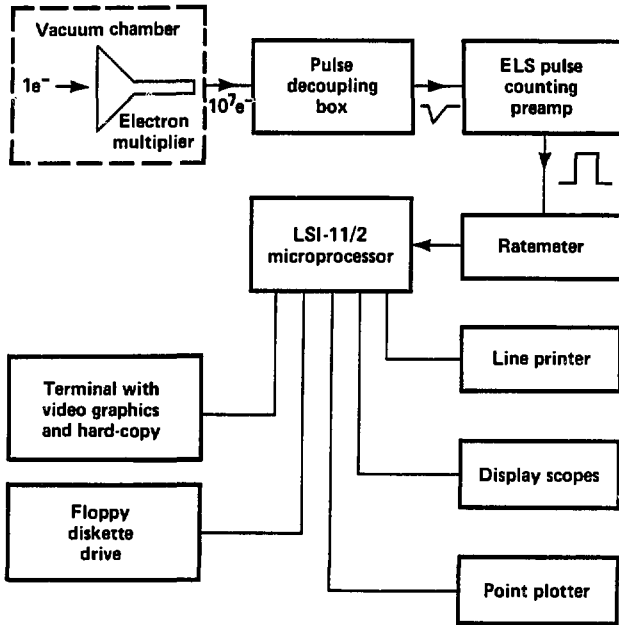 Vacuum chamber
1e⁻
Electron
multiplier
10⁷e⁻
Pulse
decoupling
box
ELS pulse
counting
preamp
LSI-11/2
microprocessor
Ratemeter
Line printer
Terminal with
video graphics
and hard-copy
Display scopes
Floppy
diskette
drive
Point plotter